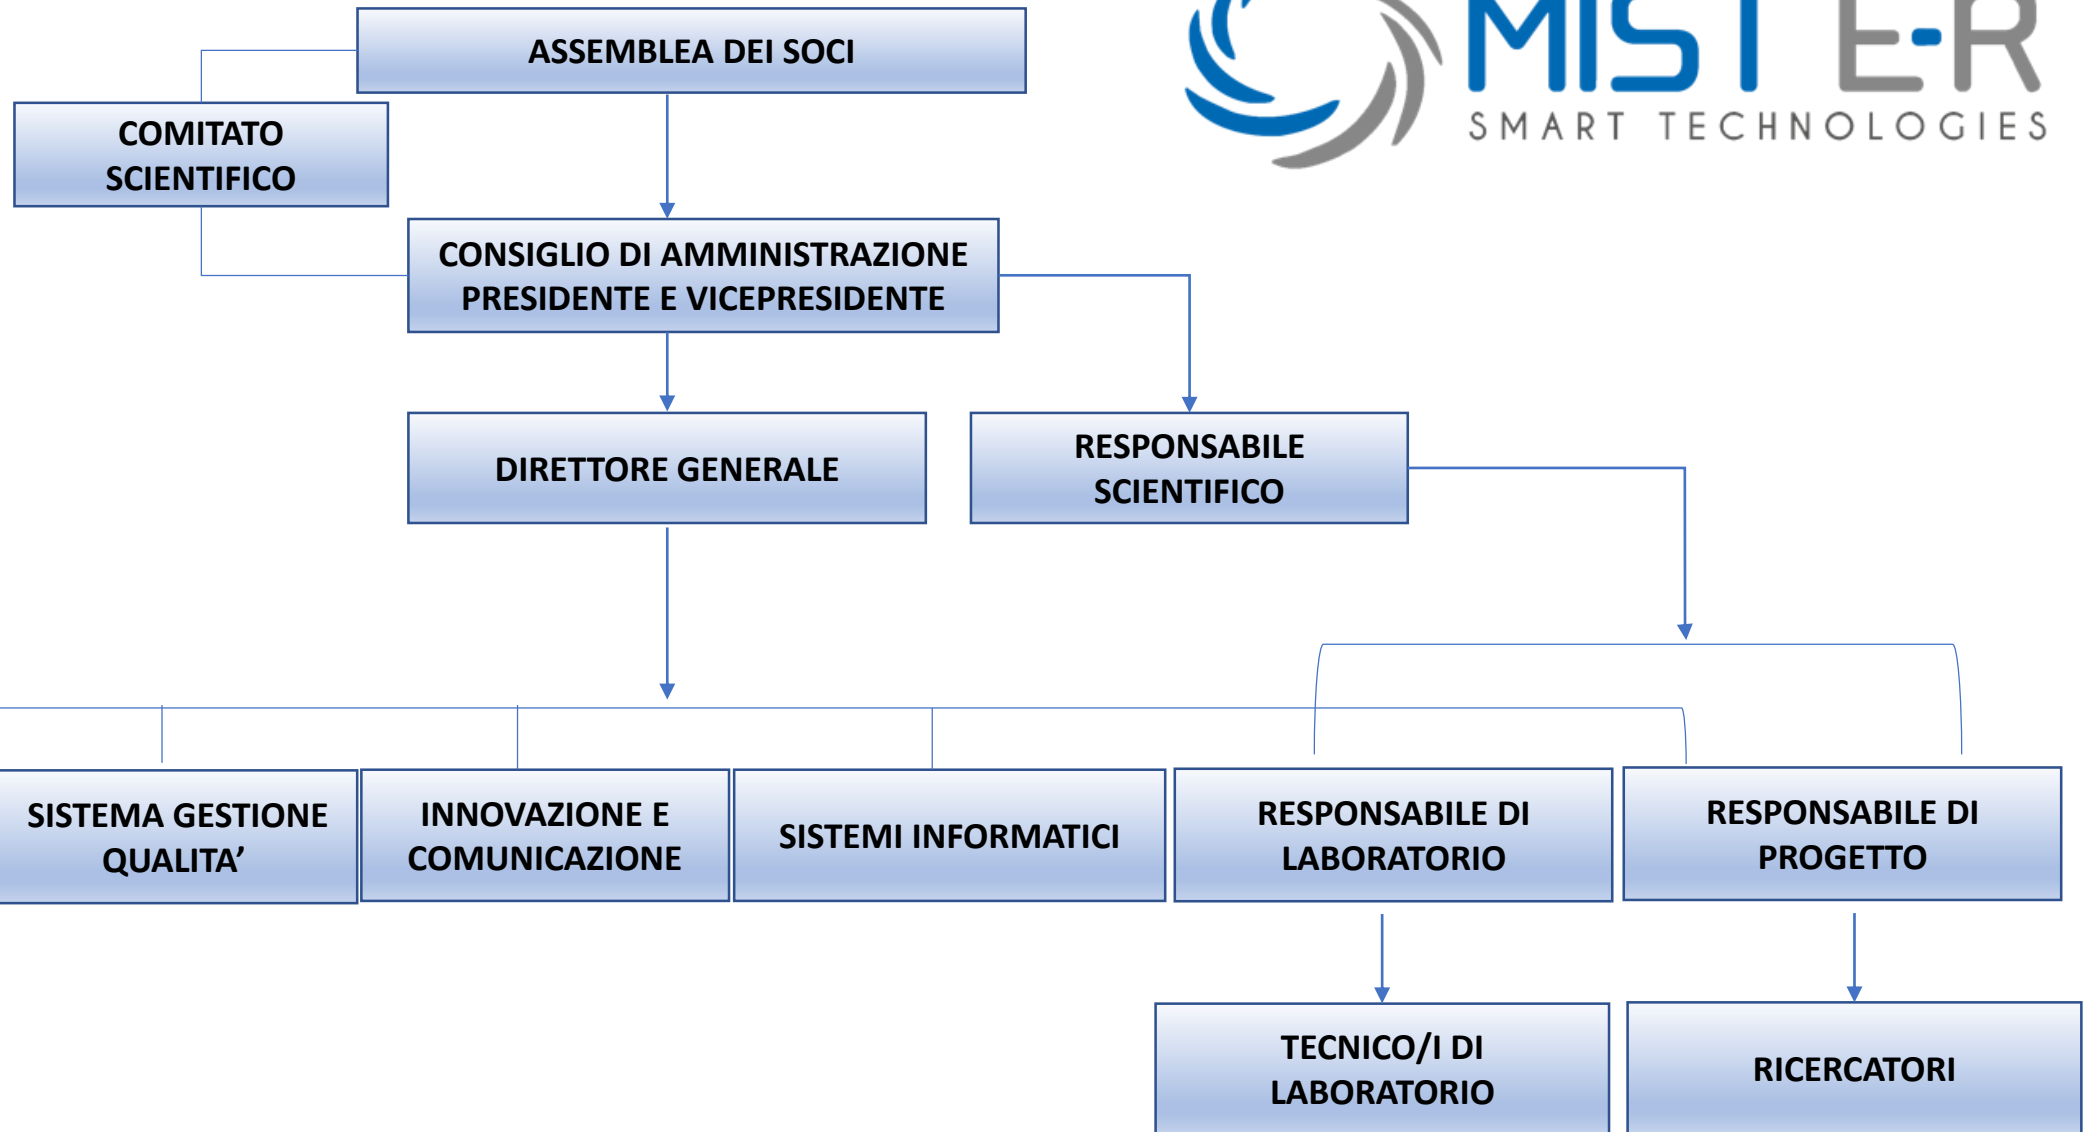 MIST E-R
SMART TECHNOLOGIES
ASSEMBLEA DEI SOCI
COMITATO
SCIENTIFICO
CONSIGLIO DI AMMINISTRAZIONE
PRESIDENTE E VICEPRESIDENTE
DIRETTORE GENERALE
RESPONSABILE
SCIENTIFICO
SISTEMA GESTIONE
QUALITA’
INNOVAZIONE E
COMUNICAZIONE
SISTEMI INFORMATICI
RESPONSABILE DI
LABORATORIO
RESPONSABILE DI
PROGETTO
TECNICO/I DI
LABORATORIO
RICERCATORI